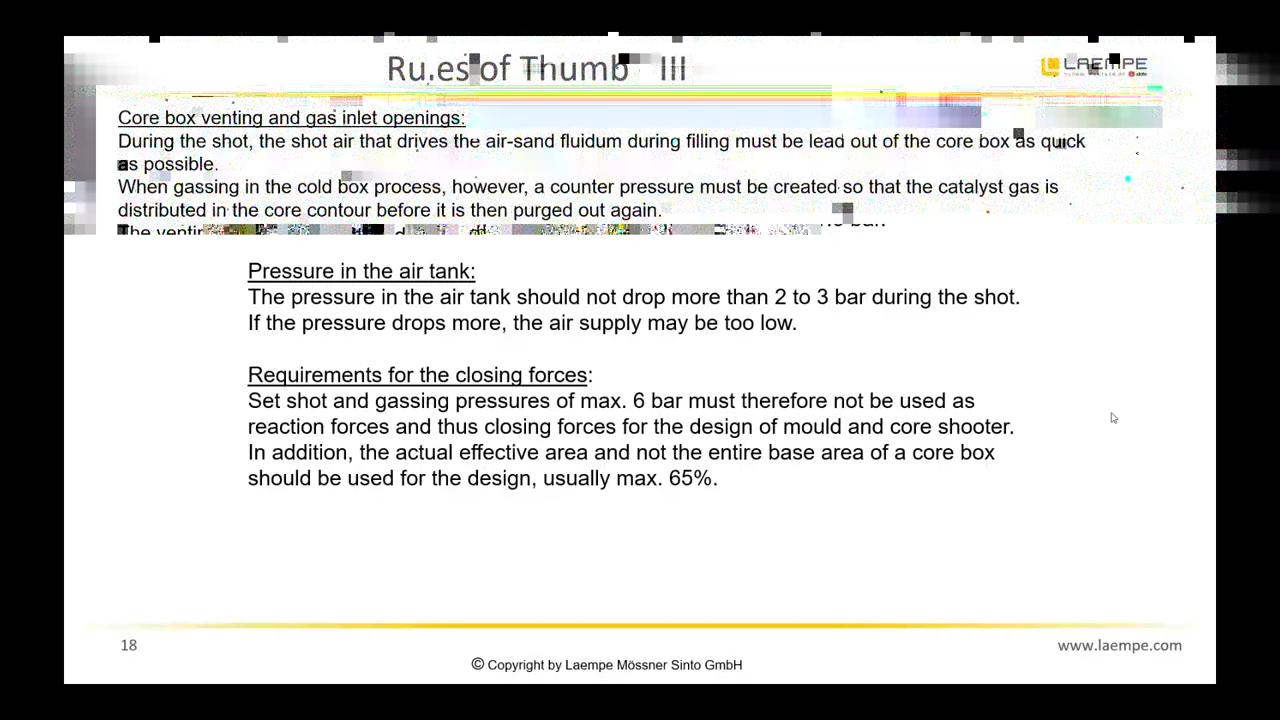 Rules of Thumb III
LAEMPE
Core box venting and gas inlet openings:
During the shot, the shot air that drives the air-sand fluidum during filling must be lead out of the core box as quick
as possible.
When gassing in the cold box process, however, a counter pressure must be created so that the catalyst gas is
distributed in the core contour before it is then purged out again.
The
Pressure in the air tank:
The pressure in the air tank should not drop more than 2 to 3 bar during the shot.
If the pressure drops more, the air supply may be too low.
Requirements for the closing forces:
Set shot and gassing pressures of max. 6 bar must therefore not be used as
reaction forces and thus closing forces for the design of mould and core shooter.
In addition, the actual effective area and not the entire base area of a core box
should be used for the design, usually max. 65%.
18
www.laempe.com
© Copyright by Laempe Mössner Sinto GmbH